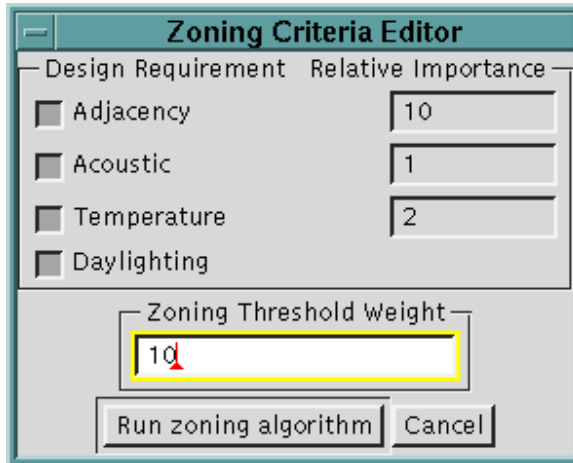 Zoning Criteria Editor
Design Requirement Relative Importance
Adjacency 10
Acoustic 1
Temperature 2
Daylighting
Zoning Threshold Weight
10
Run zoning algorithm Cancel